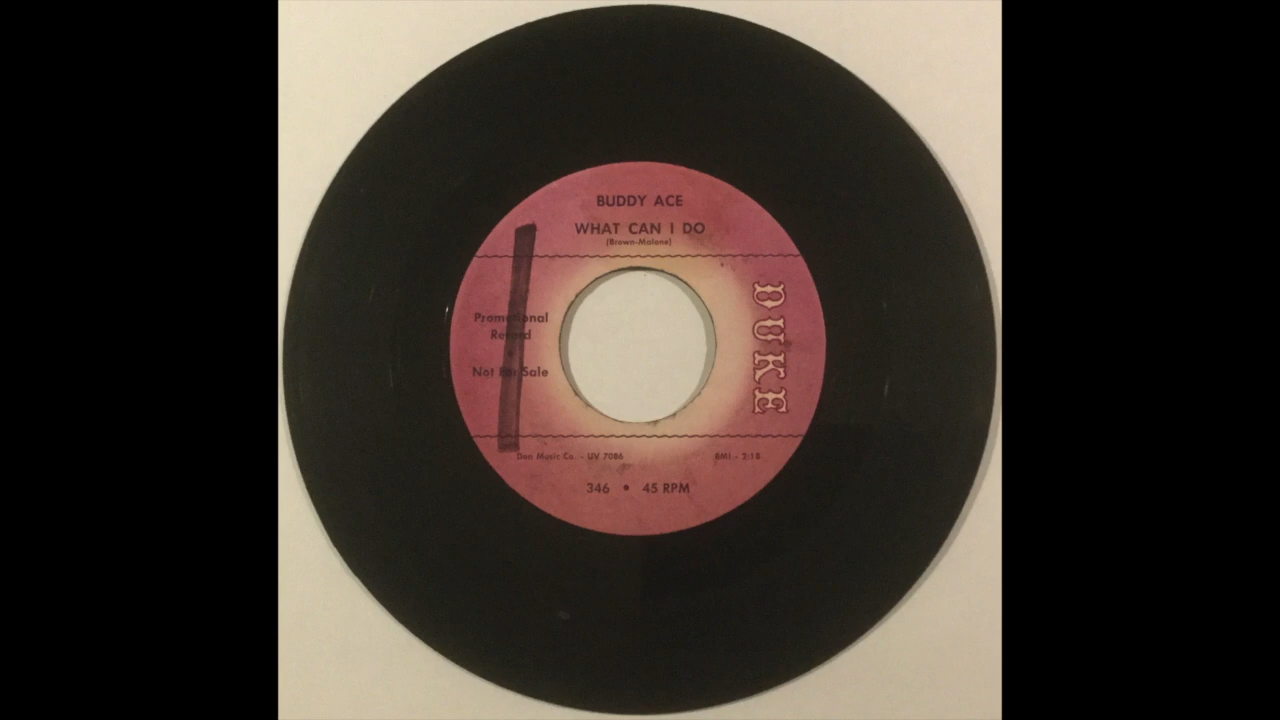 BUDDY ACE
WHAT CAN I DO
(Brown-Malone)
DUKE
Promotional
Record
Not For Sale
Don Music Co. - UV 7086
BMI - 2:18
346 • 45 RPM